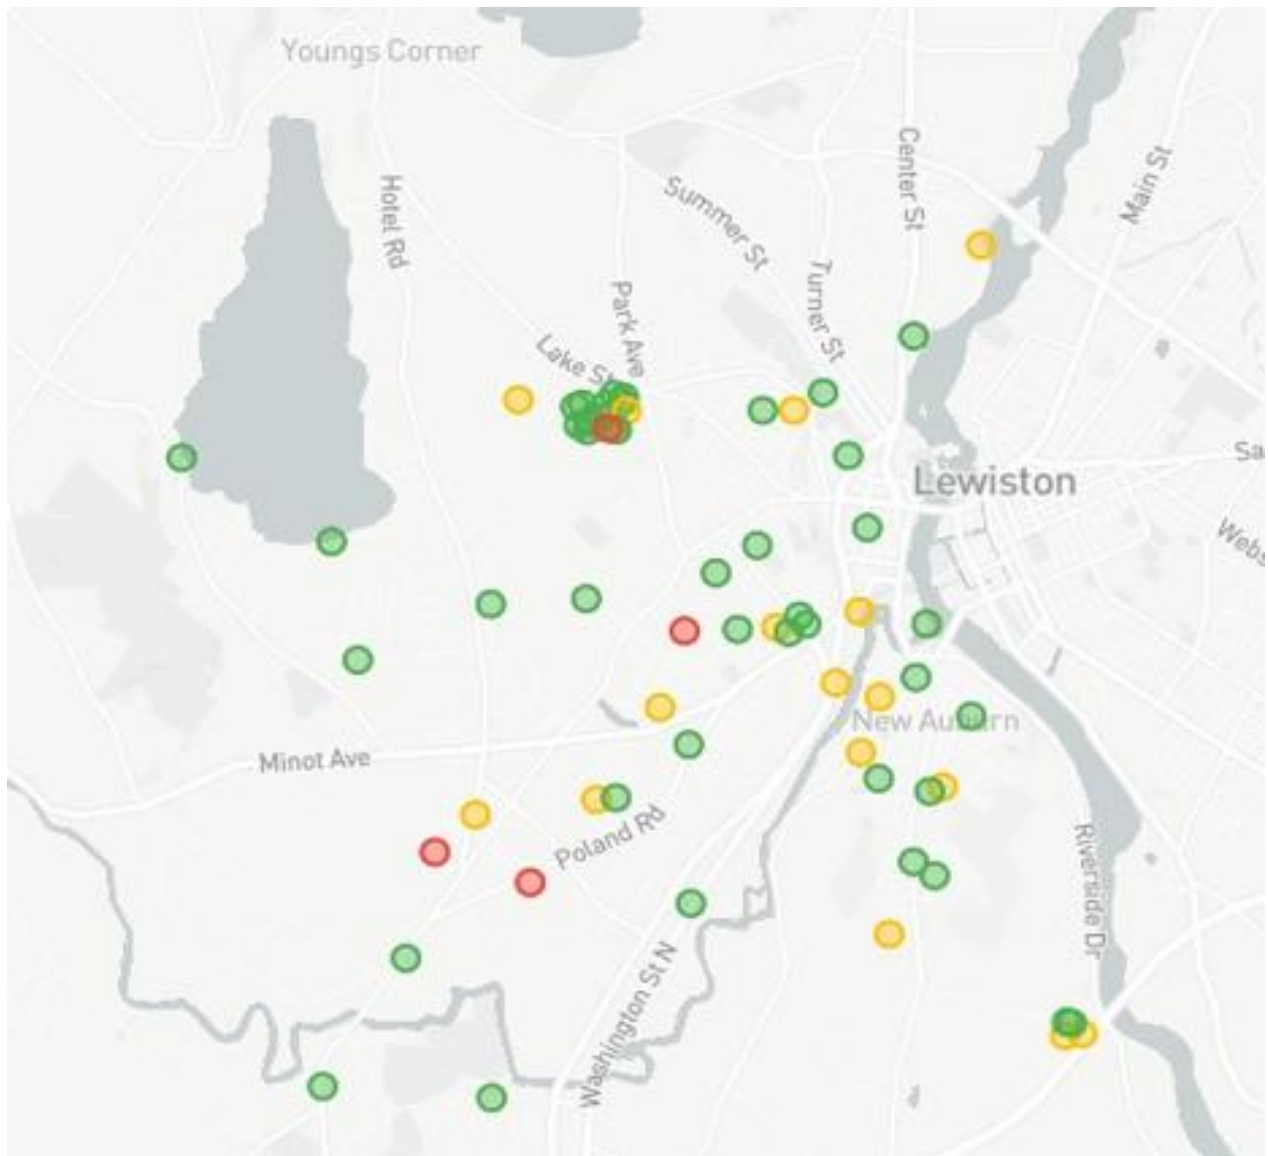 Youngs Corner
Hotel Rd
Summer St
Center St
Main St
Turner St
Park Ave
Lake St
Lewiston
Sa
Webs
New Auburn
Minot Ave
Poland Rd
Riverside Dr
Washington St N